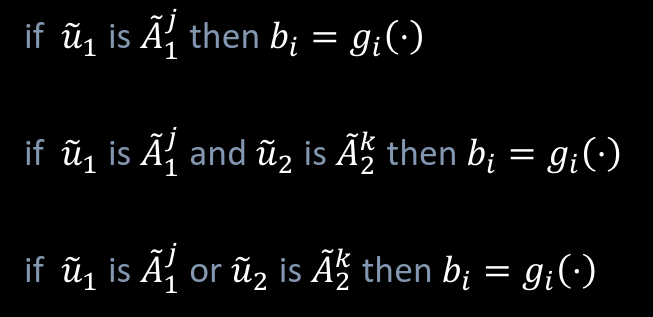 if ũ₁ is Ã₁ʲ then bᵢ = gᵢ(·)
if ũ₁ is Ã₁ʲ and ũ₂ is Ã₂ᵏ then bᵢ = gᵢ(·)
if ũ₁ is Ã₁ʲ or ũ₂ is Ã₂ᵏ then bᵢ = gᵢ(·)